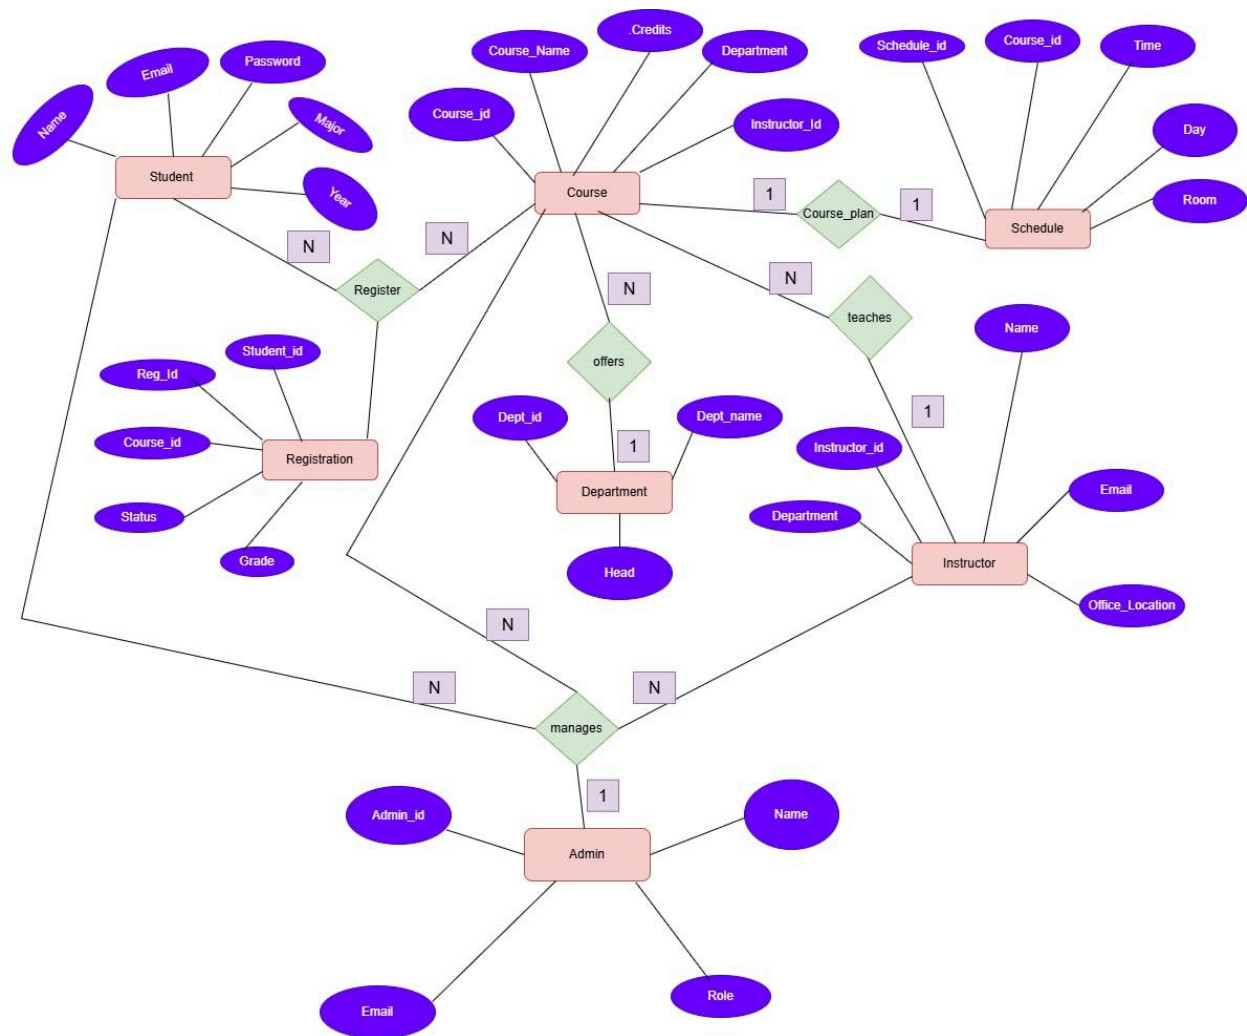 .Credits
Course_Name
Department
Schedule_id
Course_id
Time
Email
Password
Name
Major
Course_jd
Instructor_Id
Day
Student
Year
Course
1
Course_plan
1
Room
Schedule
N
N
Register
N
N
teaches
Name
Student_id
Reg_Id
offers
Course_id
Registration
Dept_id
Dept_name
1
1
Instructor_id
Department
Email
Status
Department
Instructor
Grade
Head
Office_Location
N
N
N
manages
1
Admin_id
Name
Admin
Email
Role